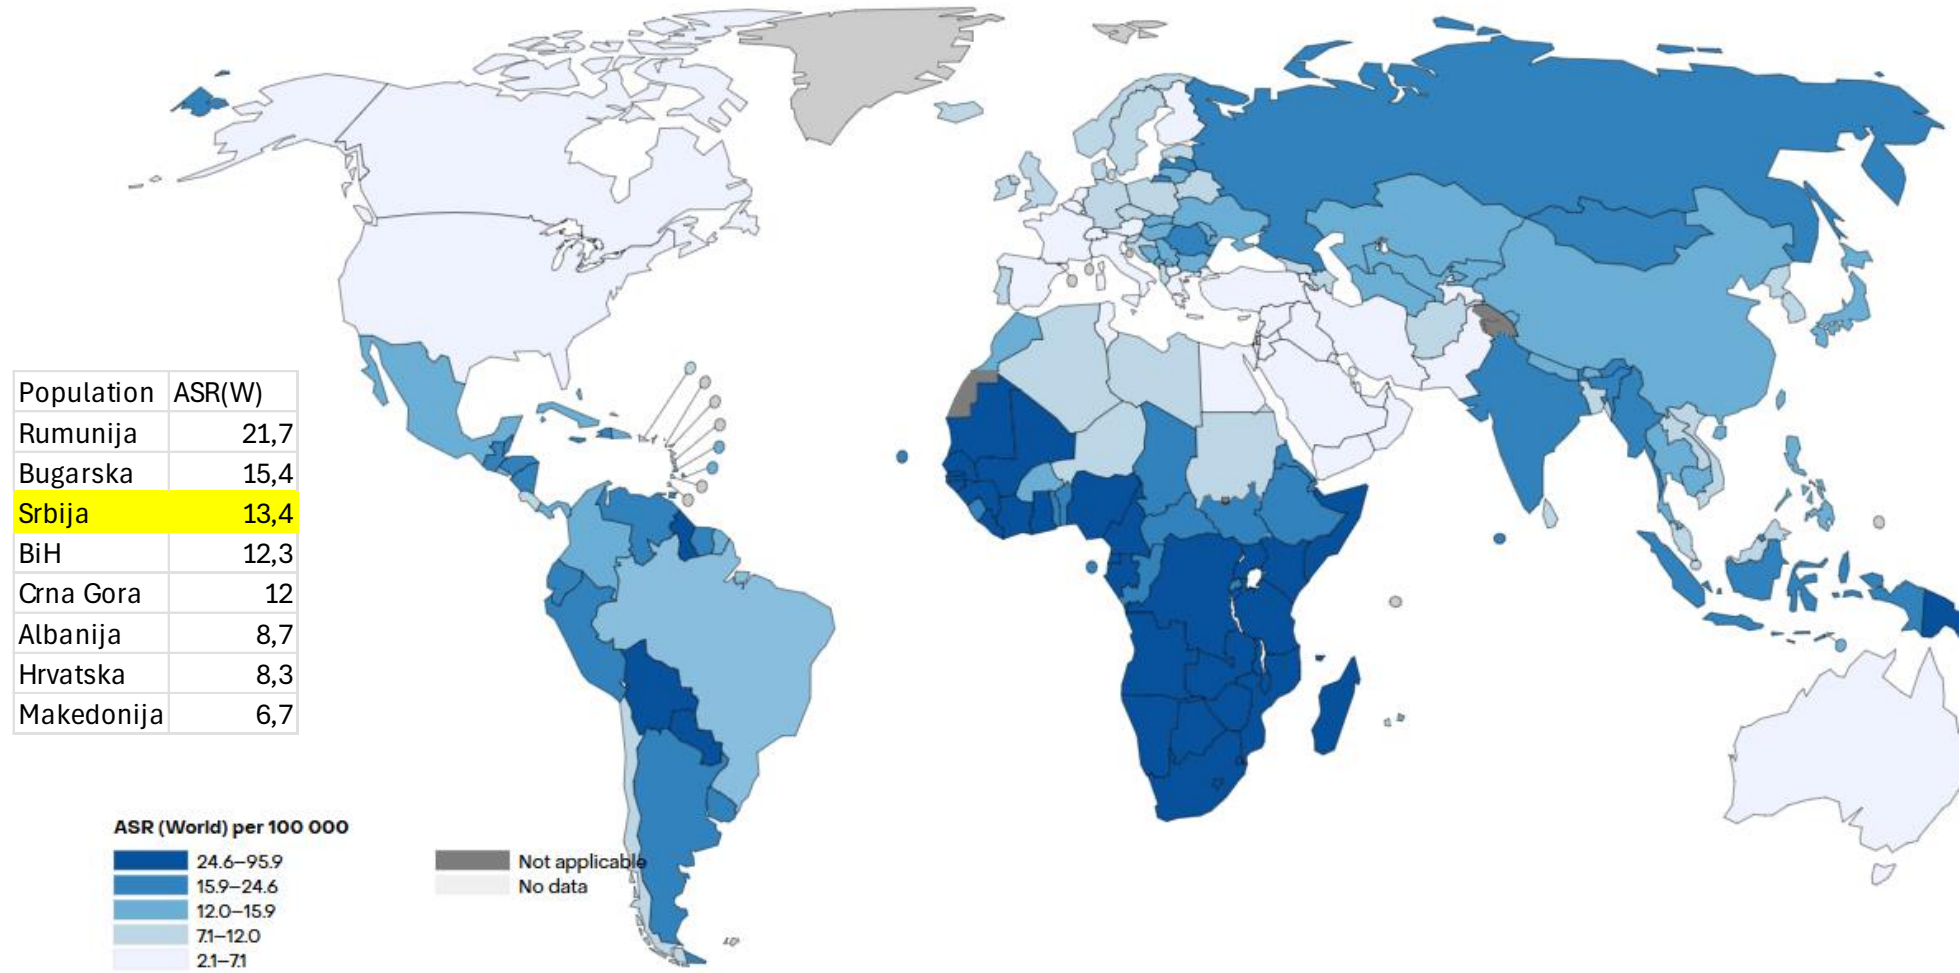 Population ASR(W)
Rumunija 21,7
Bugarska 15,4
Srbija 13,4
BiH 12,3
Crna Gora 12
Albanija 8,7
Hrvatska 8,3
Makedonija 6,7
ASR (World) per 100 000
24.6–95.9
15.9–24.6
12.0–15.9
7.1–12.0
2.1–7.1
Not applicable
No data